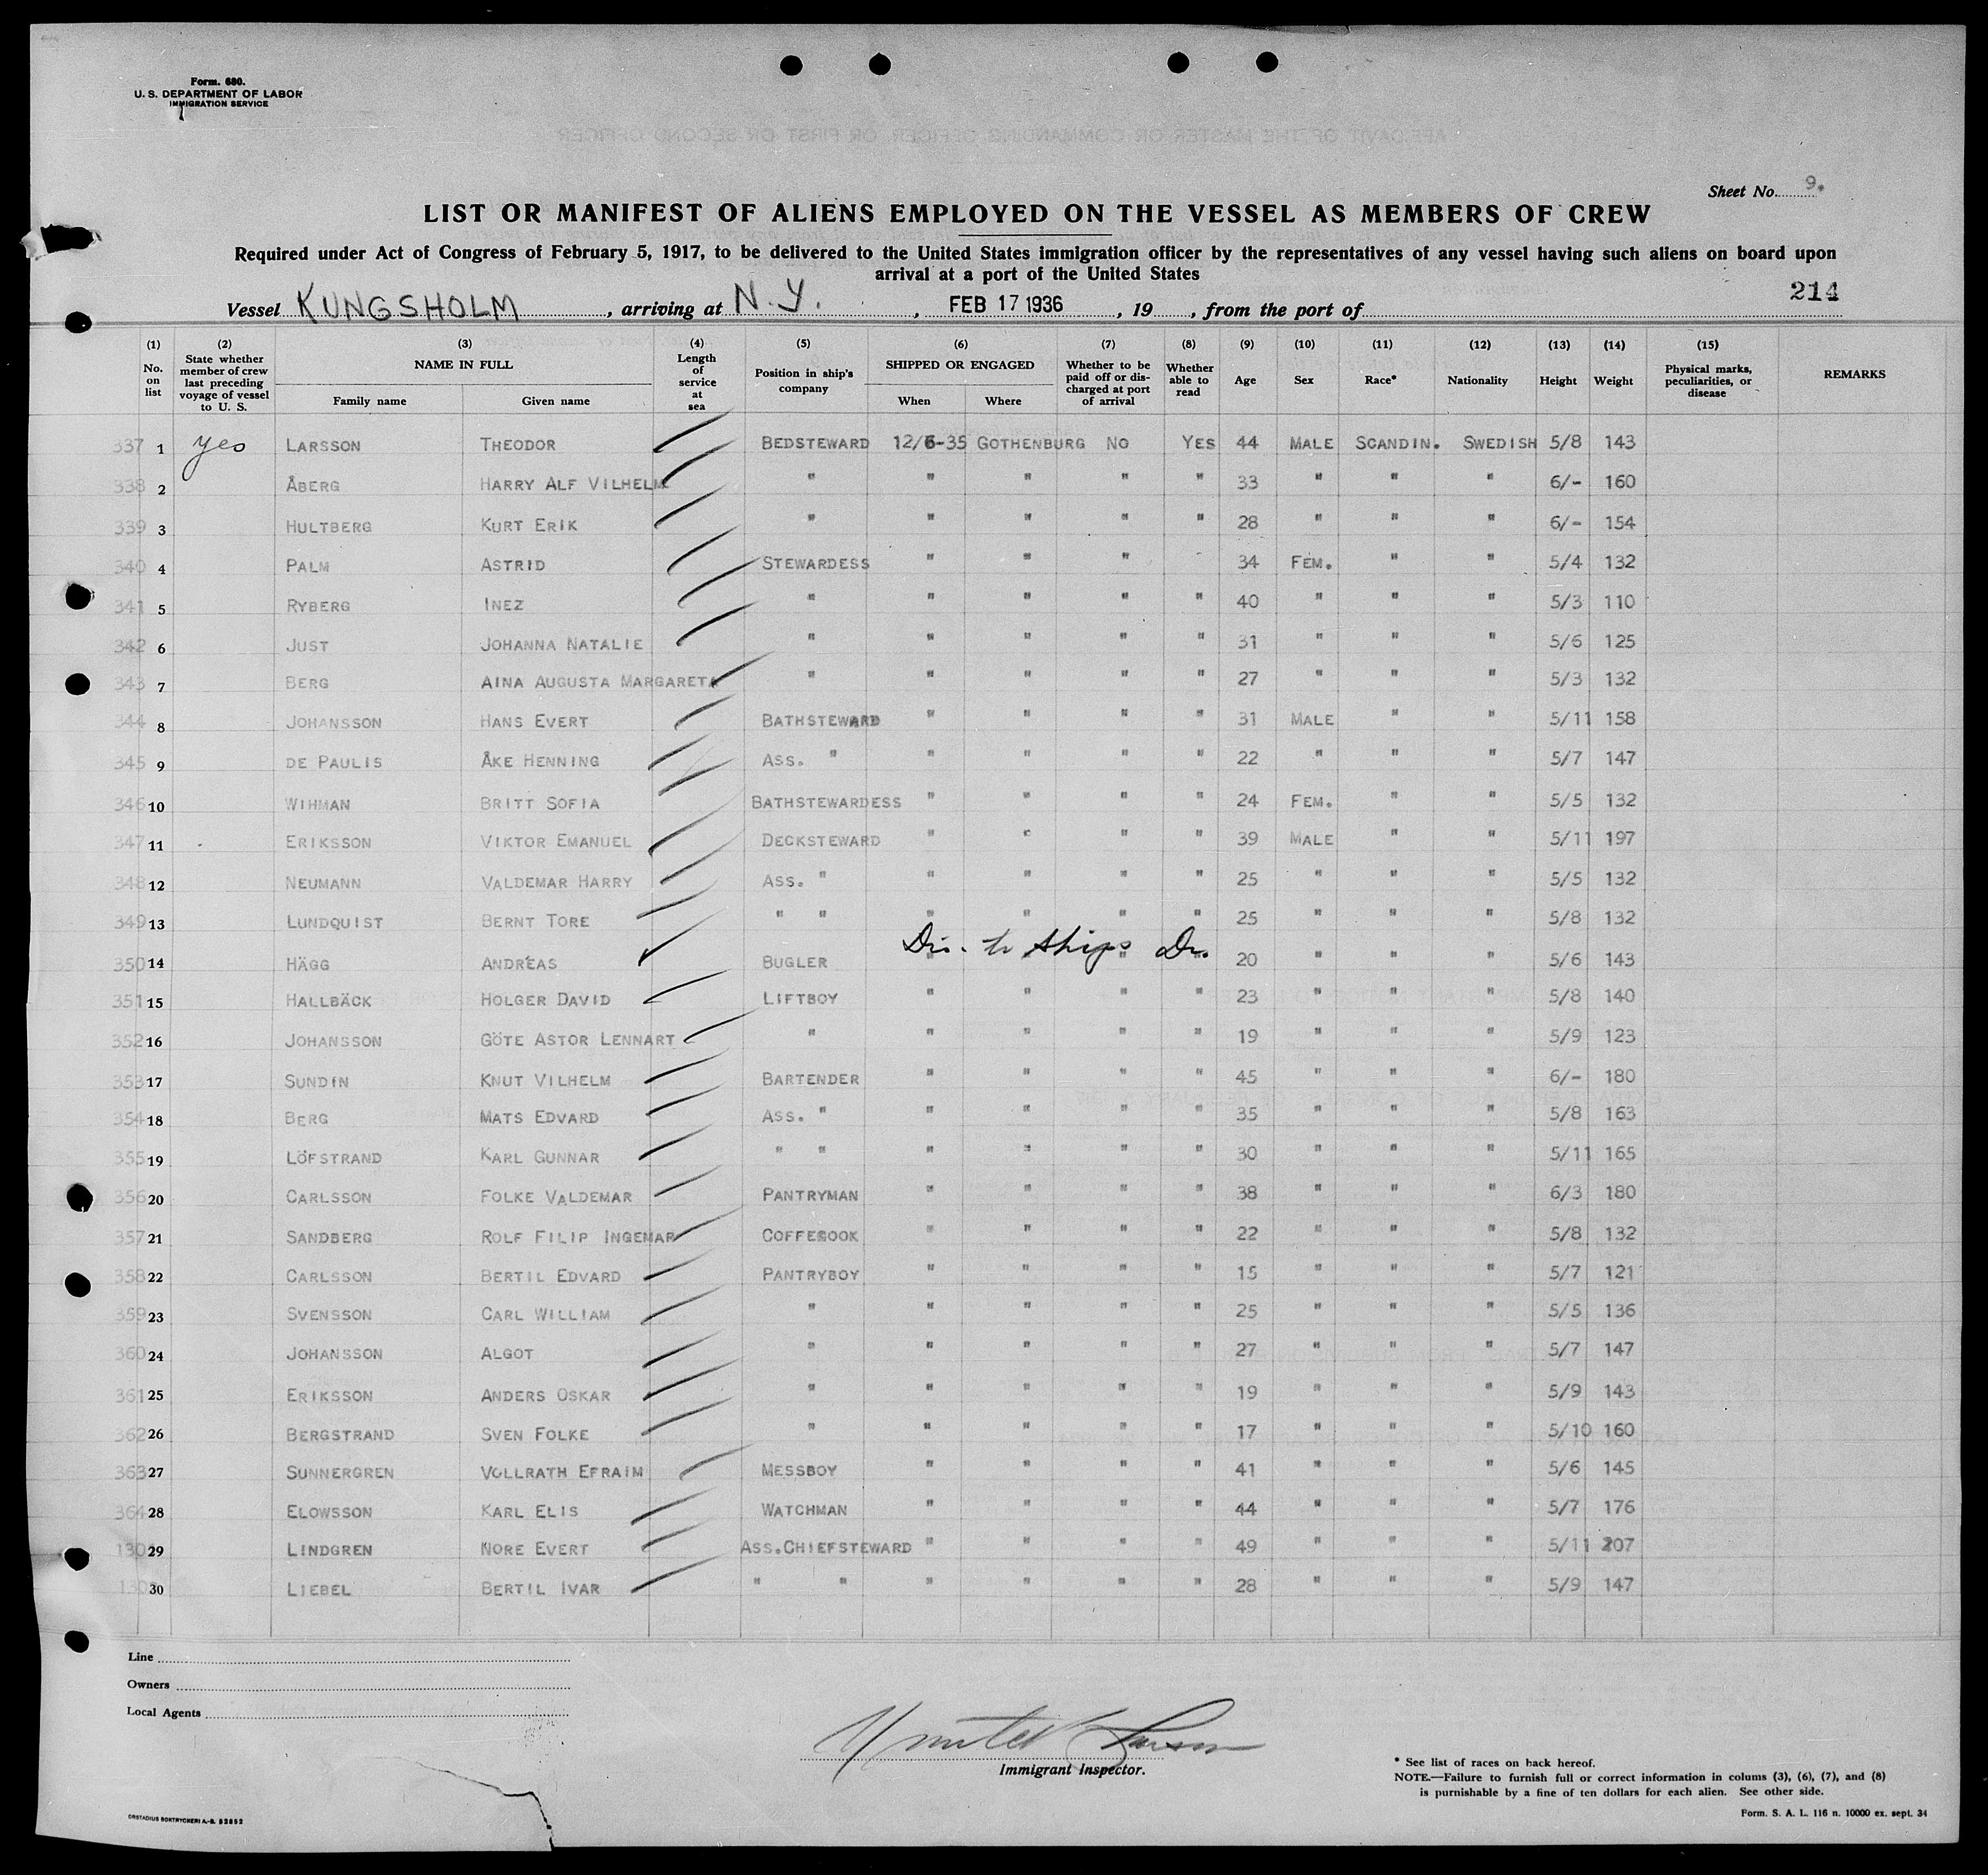 Form. 680.
U. S. DEPARTMENT OF LABOR
IMMIGRATION SERVICE
Sheet No. 9.
LIST OR MANIFEST OF ALIENS EMPLOYED ON THE VESSEL AS MEMBERS OF CREW
Required under Act of Congress of February 5, 1917, to be delivered to the United States immigration officer by the representatives of any vessel having such aliens on board upon
arrival at a port of the United States
214
Vessel KUNGSHOLM, arriving at N.Y., FEB 17 1936, 19 , from the port of
(1) No. on list (2) State whether member of crew last preceding voyage of vessel to U. S. (3) NAME IN FULL Family name Given name (4) Length of service at sea (5) Position in ship's company (6) SHIPPED OR ENGAGED When Where (7) Whether to be paid off or discharged at port of arrival (8) Whether able to read (9) Age (10) Sex (11) Race* (12) Nationality (13) Height (14) Weight (15) Physical marks, peculiarities, or disease REMARKS
337 1 yes LARSSON THEODOR BEDSTEWARD 12/6-35 GOTHENBURG NO YES 44 MALE SCANDIN. SWEDISH 5/8 143
338 2 ÅBERG HARRY ALF VILHELM " " " " " 33 " " " 6/- 160
339 3 HULTBERG KURT ERIK " " " " " 28 " " " 6/- 154
340 4 PALM ASTRID STEWARDESS " " " 34 FEM. " " 5/4 132
341 5 RYBERG INEZ " " " " " 40 " " " 5/3 110
342 6 JUST JOHANNA NATALIE " " " " " 31 " " " 5/6 125
343 7 BERG AINA AUGUSTA MARGARETA " " " " " 27 " " " 5/3 132
344 8 JOHANSSON HANS EVERT BATHSTEWARD " " " " 31 MALE " " 5/11 158
345 9 DE PAULIS ÅKE HENNING ASS. " " " " " 22 " " " 5/7 147
346 10 WIHMAN BRITT SOFIA BATHSTEWARDESS " " " " 24 FEM. " " 5/5 132
347 11 ERIKSSON VIKTOR EMANUEL DECKSTEWARD " " " " 39 MALE " " 5/11 197
348 12 NEUMANN VALDEMAR HARRY ASS. " " " " " 25 " " " 5/5 132
349 13 LUNDQUIST BERNT TORE " " " " " " 25 " " " 5/8 132
350 14 HÄGG ANDREAS BUGLER ships 20 " " " 5/6 143
351 15 HALLBÄCK HOLGER DAVID LIFTBOY " " " " 23 " " " 5/8 140
352 16 JOHANSSON GÖTE ASTOR LENNART " " " " " 19 " " " 5/9 123
353 17 SUNDIN KNUT VILHELM BARTENDER " " " " 45 " " " 6/- 180
354 18 BERG MATS EDVARD ASS. " " " " " 35 " " " 5/8 163
355 19 LÖFSTRAND KARL GUNNAR " " " " " " 30 " " " 5/11 165
356 20 CARLSSON FOLKE VALDEMAR PANTRYMAN " " " " 38 " " " 6/3 180
357 21 SANDBERG ROLF FILIP INGEMAR COFFEECOOK " " " " 22 " " " 5/8 132
358 22 CARLSSON BERTIL EDVARD PANTRYBOY " " " " 15 " " " 5/7 121
359 23 SVENSSON CARL WILLIAM " " " " " 25 " " " 5/5 136
360 24 JOHANSSON ALGOT " " " " " 27 " " " 5/7 147
361 25 ERIKSSON ANDERS OSKAR " " " " " 19 " " " 5/9 143
362 26 BERGSTRAND SVEN FOLKE " " " " " 17 " " " 5/10 160
363 27 SUNNERGREN VOLLRATH EFRAIM MESSBOY " " " " 41 " " " 5/6 145
364 28 ELOWSSON KARL ELIS WATCHMAN " " " " 44 " " " 5/7 176
29 LINDGREN NORE EVERT ASS.CHIEFSTEWARD " " " " 49 " " " 5/11 207
30 LIEBEL BERTIL IVAR " " " " " " 28 " " " 5/9 147
Line
Owners
Local Agents
Immigrant Inspector.
* See list of races on back hereof.
NOTE.—Failure to furnish full or correct information in colums (3), (6), (7), and (8)
is purnishable by a fine of ten dollars for each alien. See other side.
Form. S. A. L. 116 n. 10000 ex. sept. 34